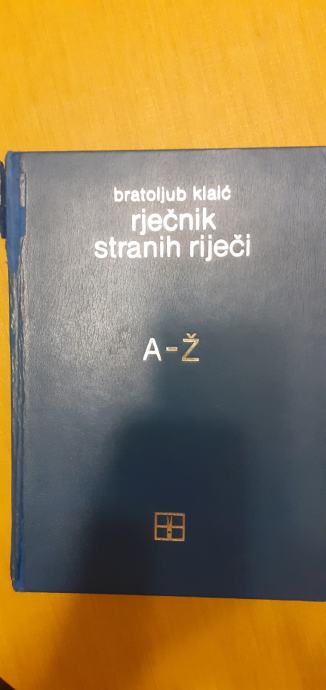 bratoljub klaić
rječnik
stranih riječi
A-Ž